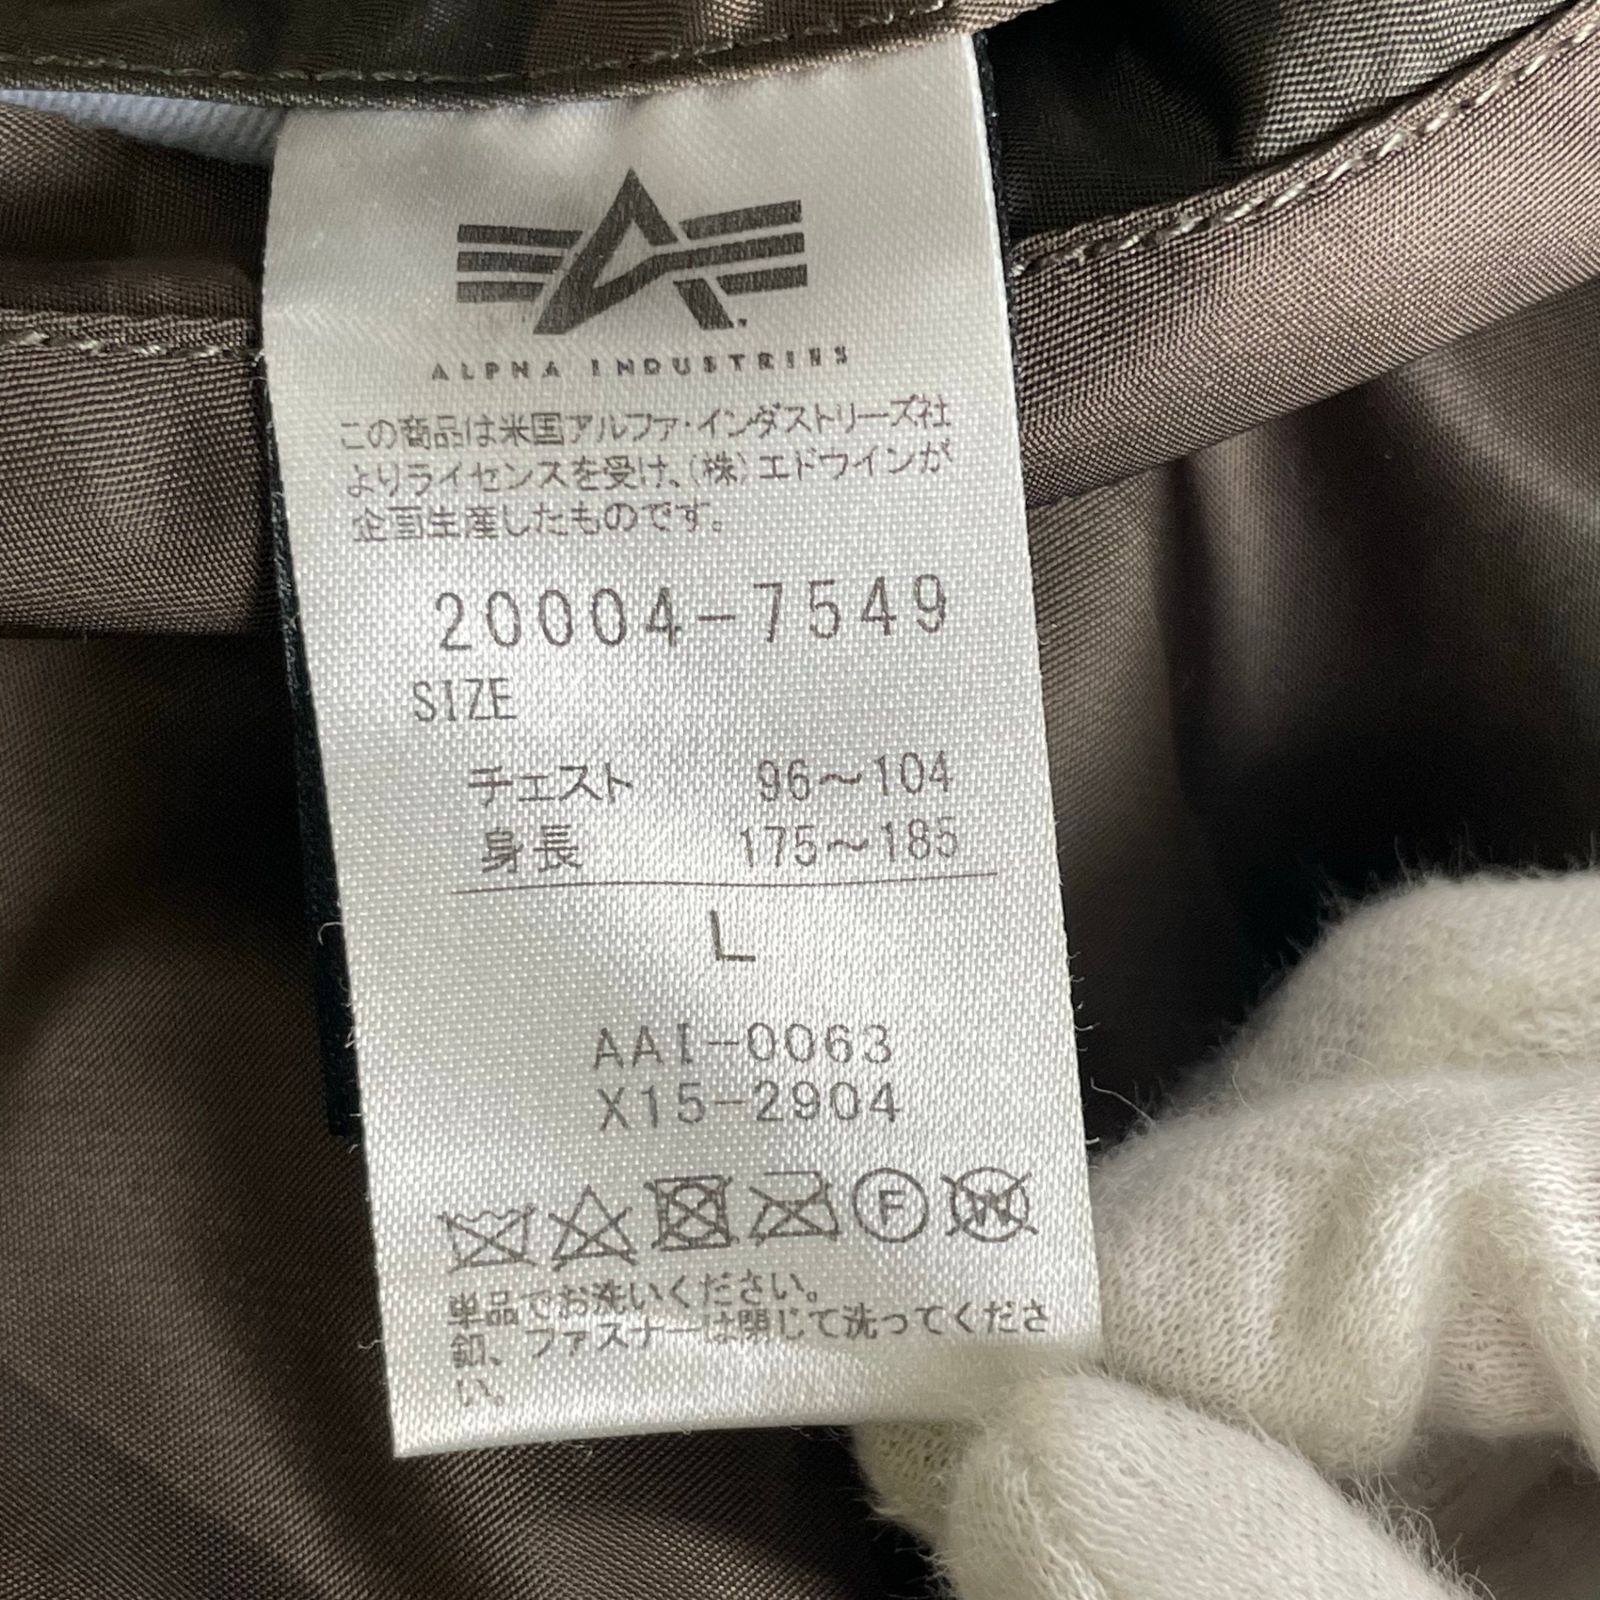 ALPHA INDUSTRIES
この商品は米国アルファ・インダストリーズ社
よりライセンスを受け、(株)エドウインが
企画生産したものです。
20004-7549
SIZE
チェスト 96～104
身長 175～185
L
AAI-0063
X15-2904
F W
単品でお洗いください。
釦、ファスナーは閉じて洗ってくださ
い。